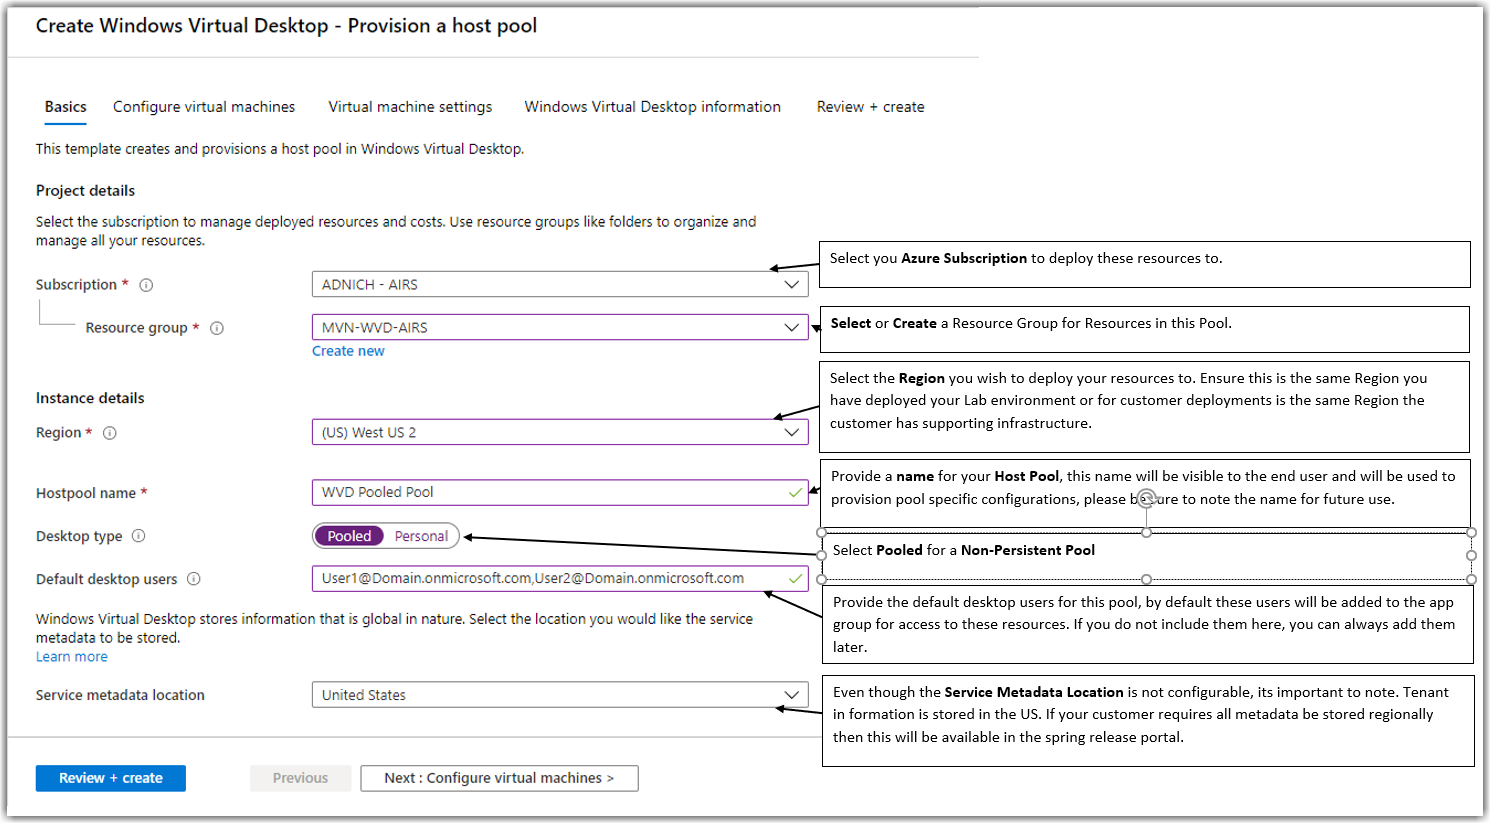 Create Windows Virtual Desktop - Provision a host pool
Basics Configure virtual machines Virtual machine settings Windows Virtual Desktop information Review + create
This template creates and provisions a host pool in Windows Virtual Desktop.
Project details
Select the subscription to manage deployed resources and costs. Use resource groups like folders to organize and
manage all your resources.
Subscription *
ADNICH - AIRS
Select you Azure Subscription to deploy these resources to.
Resource group *
MVN-WVD-AIRS
Create new
Select or Create a Resource Group for Resources in this Pool.
Instance details
Region *
(US) West US 2
Select the Region you wish to deploy your resources to. Ensure this is the same Region you
have deployed your Lab environment or for customer deployments is the same Region the
customer has supporting infrastructure.
Hostpool name *
WVD Pooled Pool
Provide a name for your Host Pool, this name will be visible to the end user and will be used to
provision pool specific configurations, please be sure to note the name for future use.
Desktop type
Pooled Personal
Select Pooled for a Non-Persistent Pool
Default desktop users
User1@Domain.onmicrosoft.com,User2@Domain.onmicrosoft.com
Provide the default desktop users for this pool, by default these users will be added to the app
group for access to these resources. If you do not include them here, you can always add them
later.
Windows Virtual Desktop stores information that is global in nature. Select the location you would like the service
metadata to be stored.
Learn more
Service metadata location
United States
Even though the Service Metadata Location is not configurable, its important to note. Tenant
in formation is stored in the US. If your customer requires all metadata be stored regionally
then this will be available in the spring release portal.
Review + create
Previous
Next : Configure virtual machines >